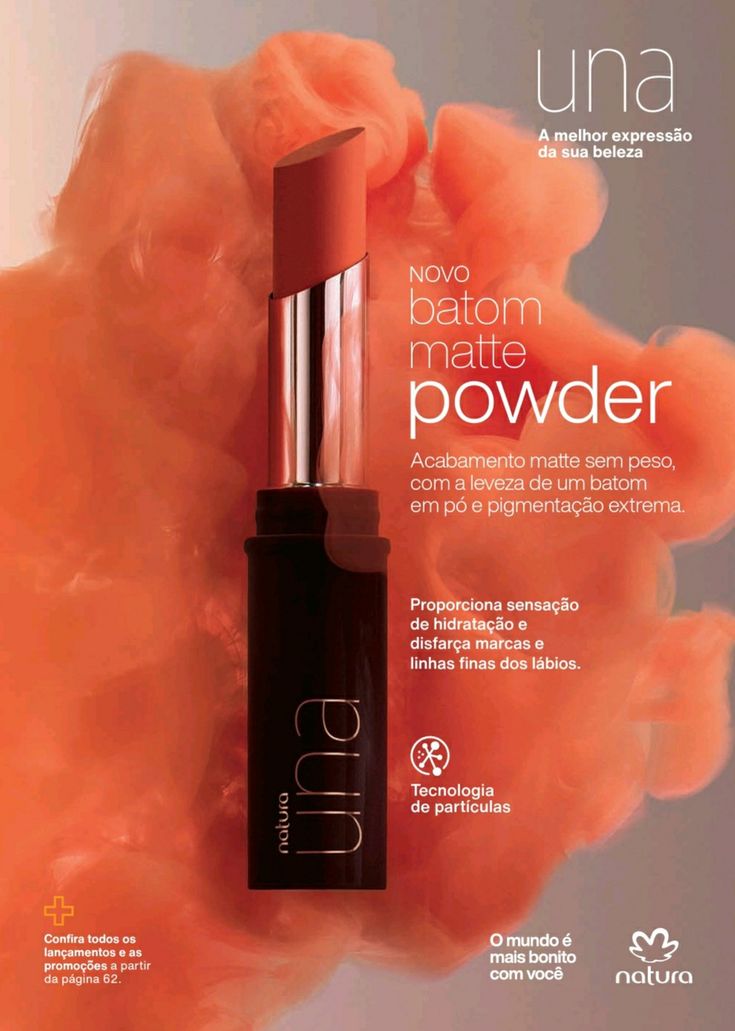 una
A melhor expressão
da sua beleza
NOVO
batom
matte
powder
Acabamento matte sem peso,
com a leveza de um batom
em pó e pigmentação extrema.
Proporciona sensação
de hidratação e
disfarça marcas e
linhas finas dos lábios.
natura
una
Tecnologia
de partículas
Confira todos os
lançamentos e as
promoções a partir
da página 62.
O mundo é
mais bonito
com você
natura